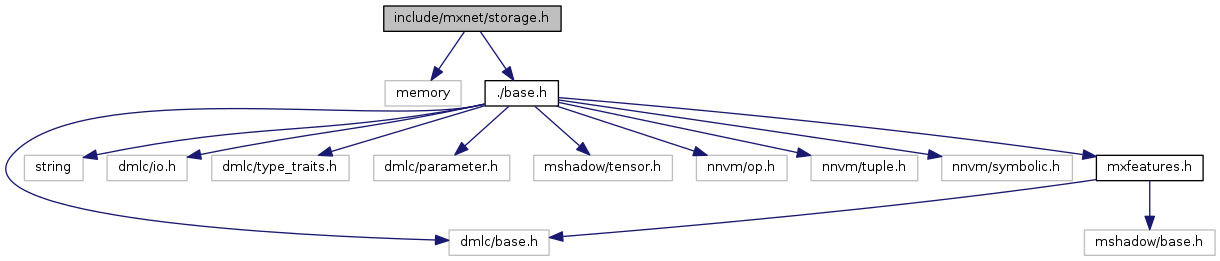 include/mxnet/storage.h
memory
./base.h
string
dmlc/io.h
dmlc/type_traits.h
dmlc/parameter.h
mshadow/tensor.h
nnvm/op.h
nnvm/tuple.h
nnvm/symbolic.h
mxfeatures.h
dmlc/base.h
mshadow/base.h